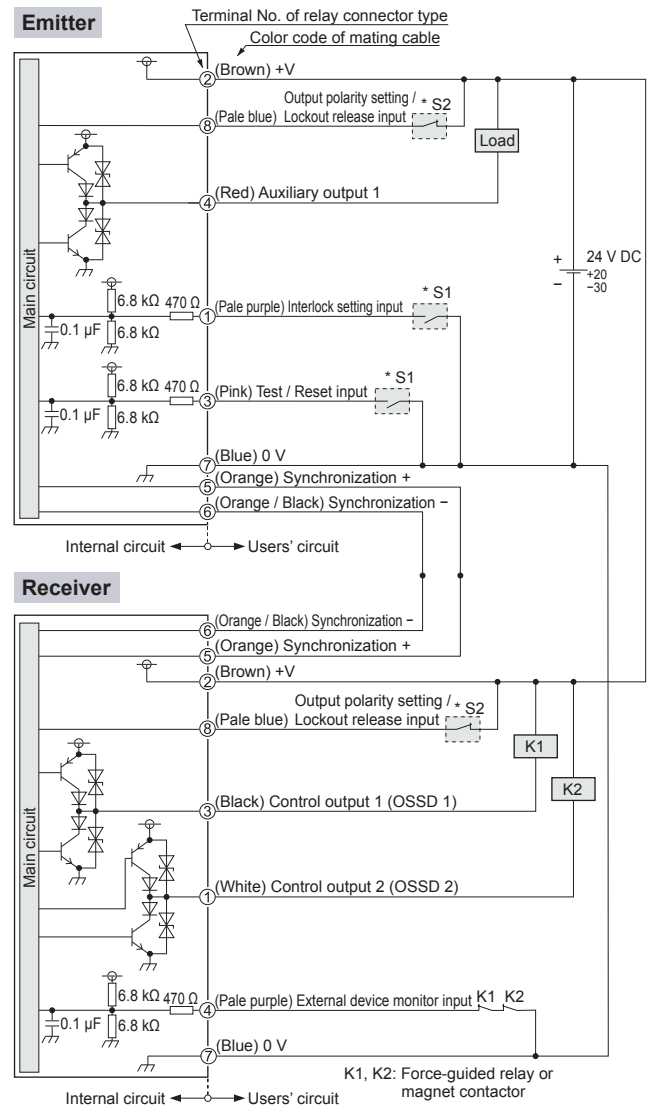 Emitter
Terminal No. of relay connector type
Color code of mating cable
② (Brown) +V
Output polarity setting / * S2
⑧ (Pale blue) Lockout release input
Load
④ (Red) Auxiliary output 1
Main circuit
+ 24 V DC
+20
−
−30
* S1
6.8 kΩ 470 Ω ① (Pale purple) Interlock setting input
0.1 µF 6.8 kΩ
* S1
6.8 kΩ 470 Ω ③ (Pink) Test / Reset input
0.1 µF 6.8 kΩ
⑦ (Blue) 0 V
⑤ (Orange) Synchronization +
⑥ (Orange / Black) Synchronization −
Internal circuit Users' circuit
Receiver
⑥ (Orange / Black) Synchronization −
⑤ (Orange) Synchronization +
② (Brown) +V
Output polarity setting / * S2
⑧ (Pale blue) Lockout release input
K1
K2
③ (Black) Control output 1 (OSSD 1)
Main circuit
① (White) Control output 2 (OSSD 2)
6.8 kΩ 470 Ω ④ (Pale purple) External device monitor input K1 K2
0.1 µF 6.8 kΩ
⑦ (Blue) 0 V
K1, K2: Force-guided relay or
magnet contactor
Internal circuit Users' circuit